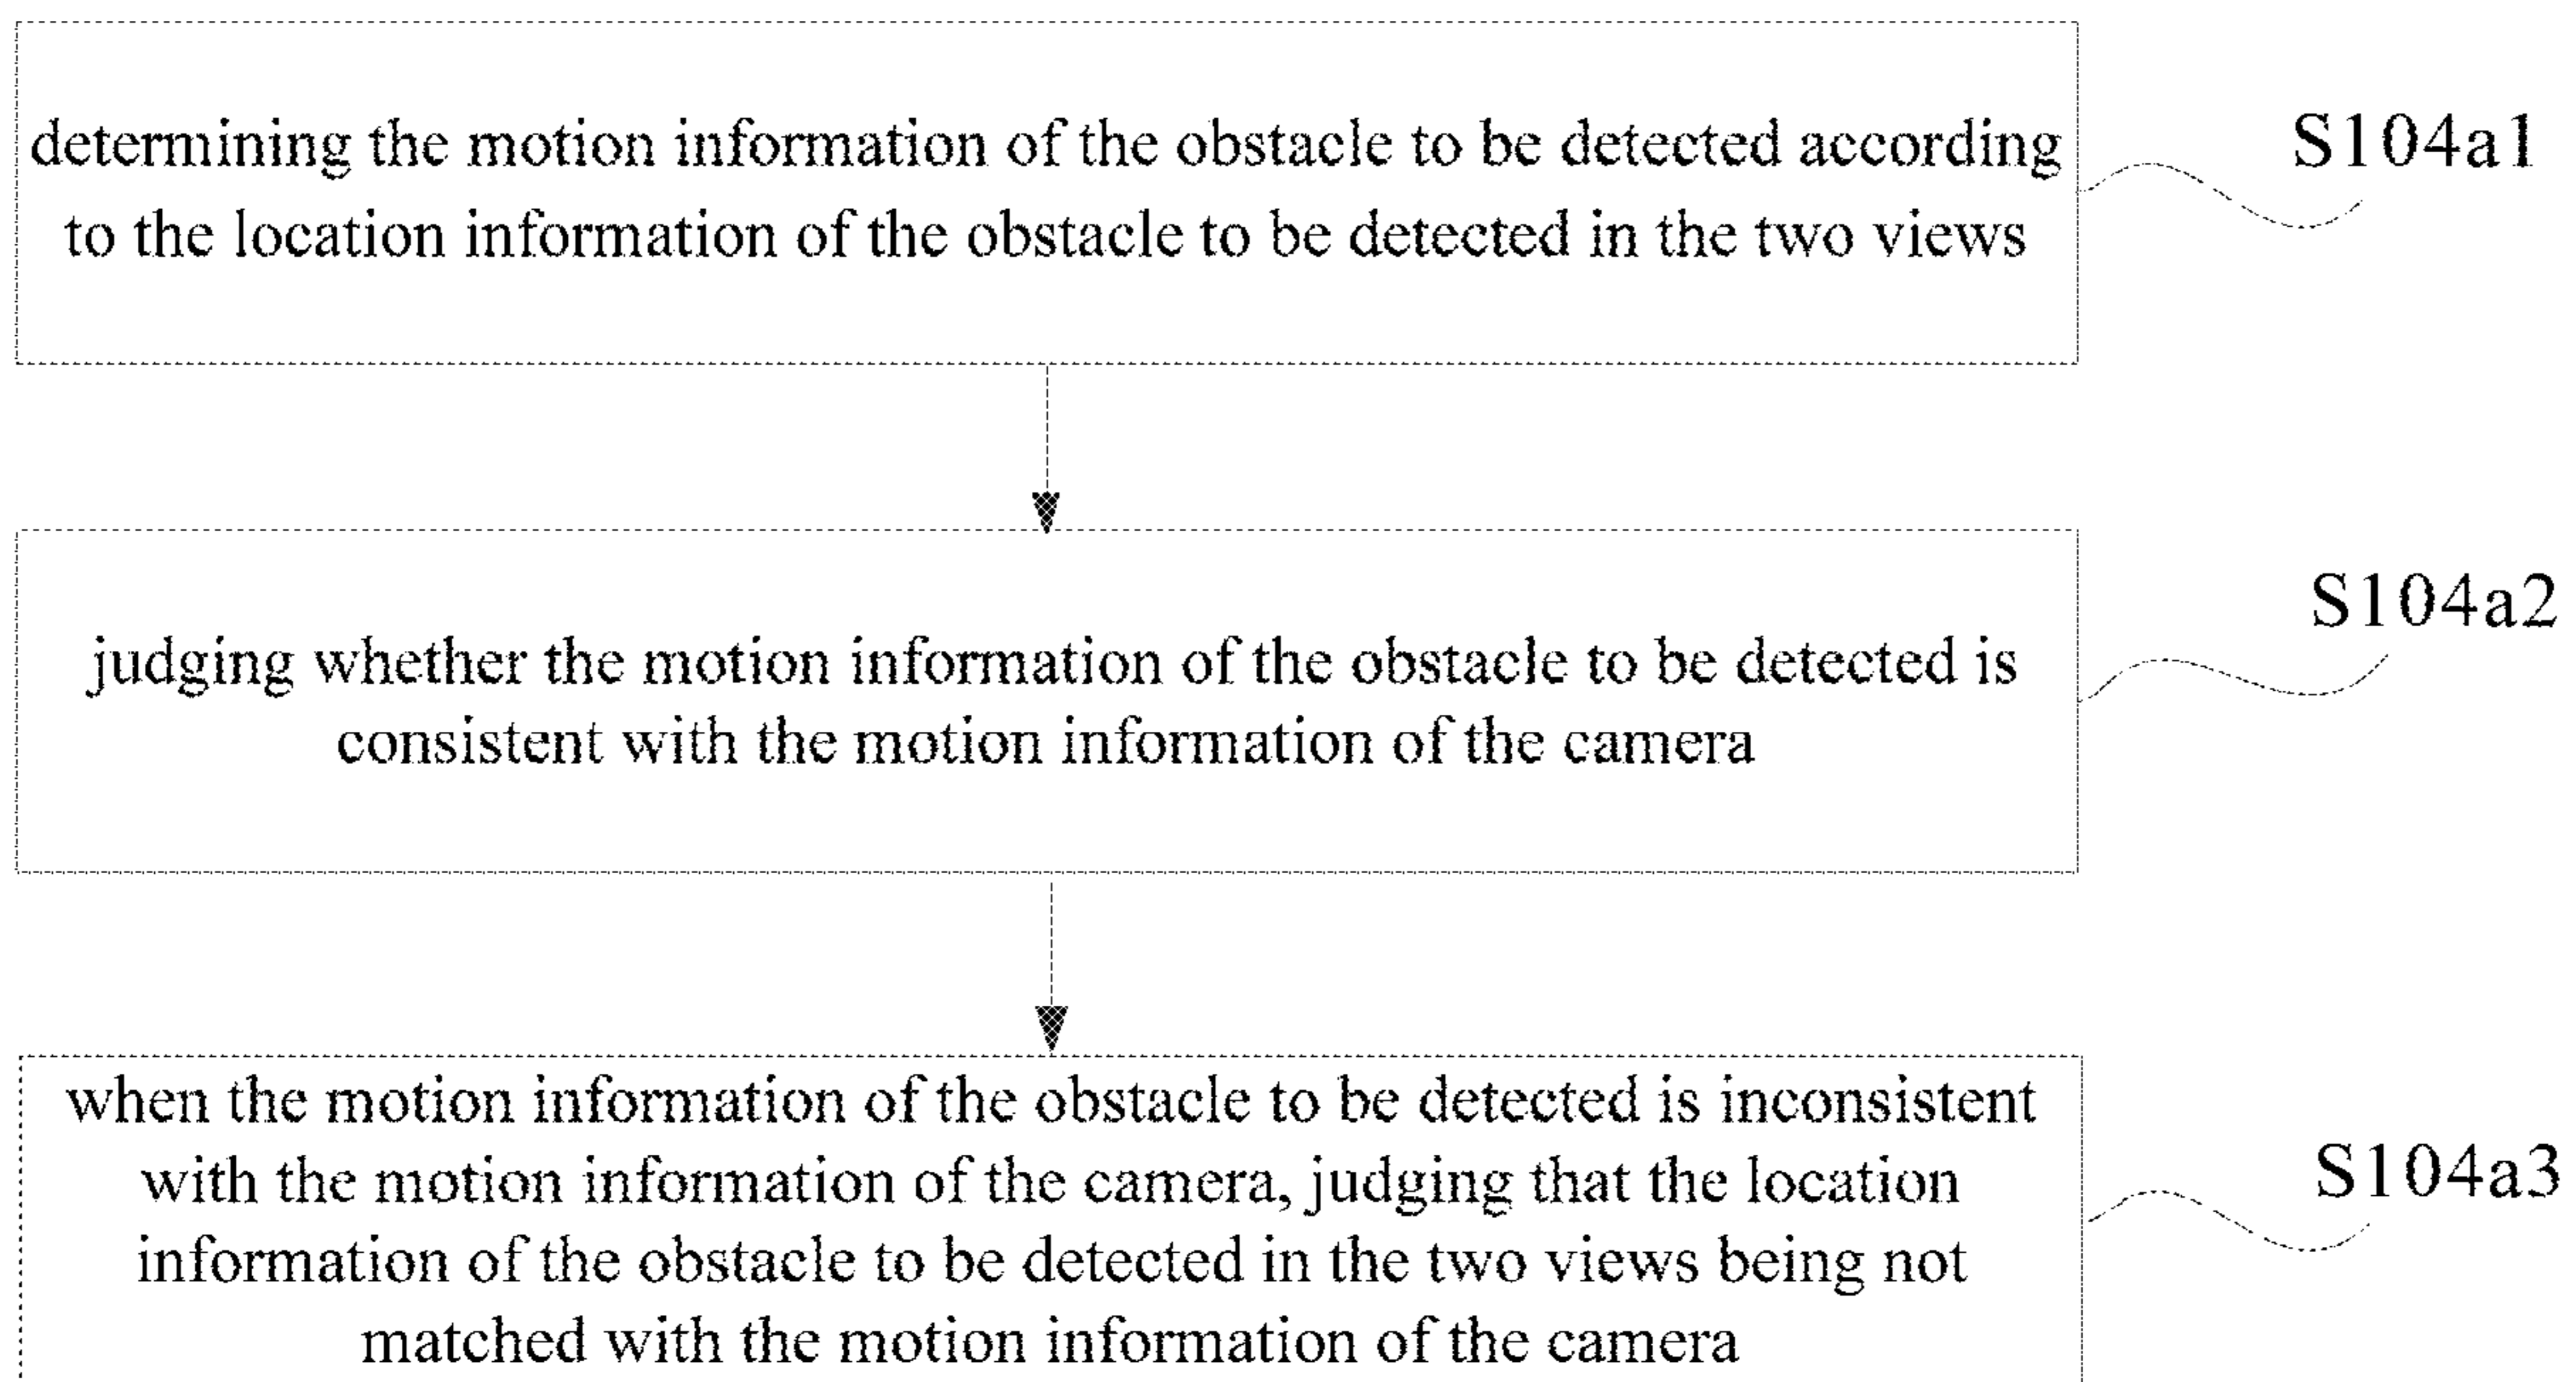 determining the motion information of the obstacle to be detected according
to the location information of the obstacle to be detected in the two views
S104a1
judging whether the motion information of the obstacle to be detected is
consistent with the motion information of the camera
S104a2
when the motion information of the obstacle to be detected is inconsistent
with the motion information of the camera, judging that the location
information of the obstacle to be detected in the two views being not
matched with the motion information of the camera
S104a3